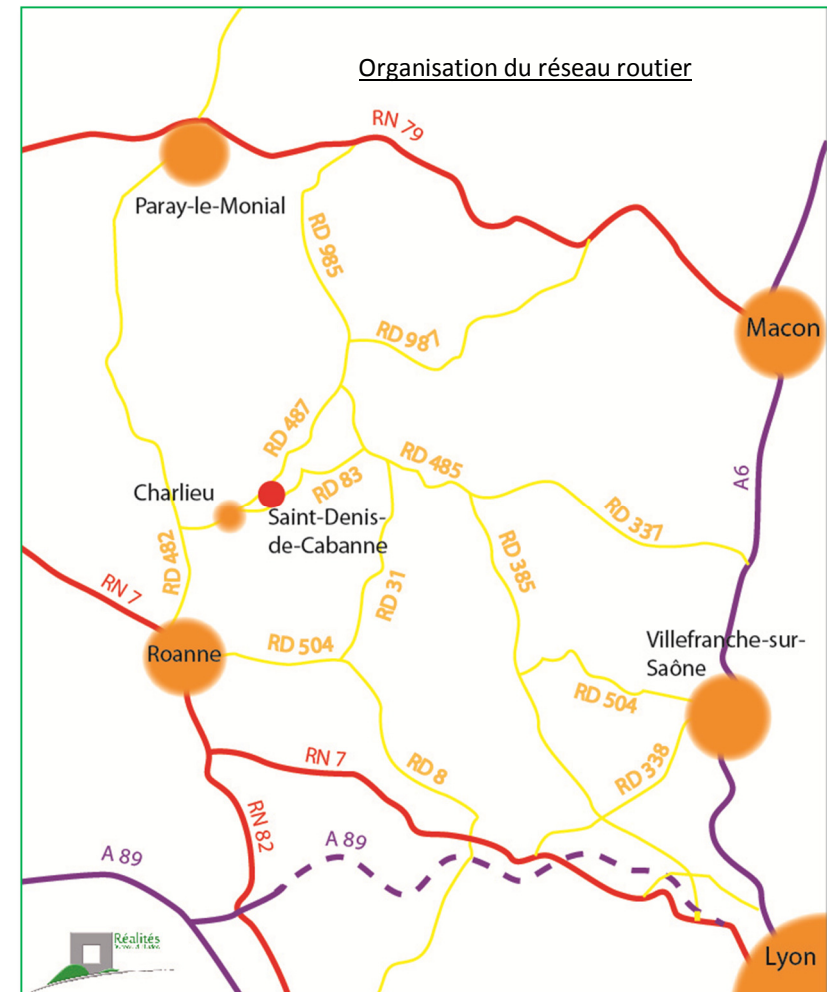 Organisation du réseau routier
RN 79
Paray-le-Monial
RD 985
Macon
RD 987
RD 487
RD 485
A6
RD 83
Charlieu
Saint-Denis-
de-Cabanne
RD 337
RD 482
RD 385
RN 7
RD 31
Roanne
RD 504
Villefranche-sur-
Saône
RD 504
RN 7
RD 8
RD 338
RN 82
A 89
A 89
Réalités
Lyon